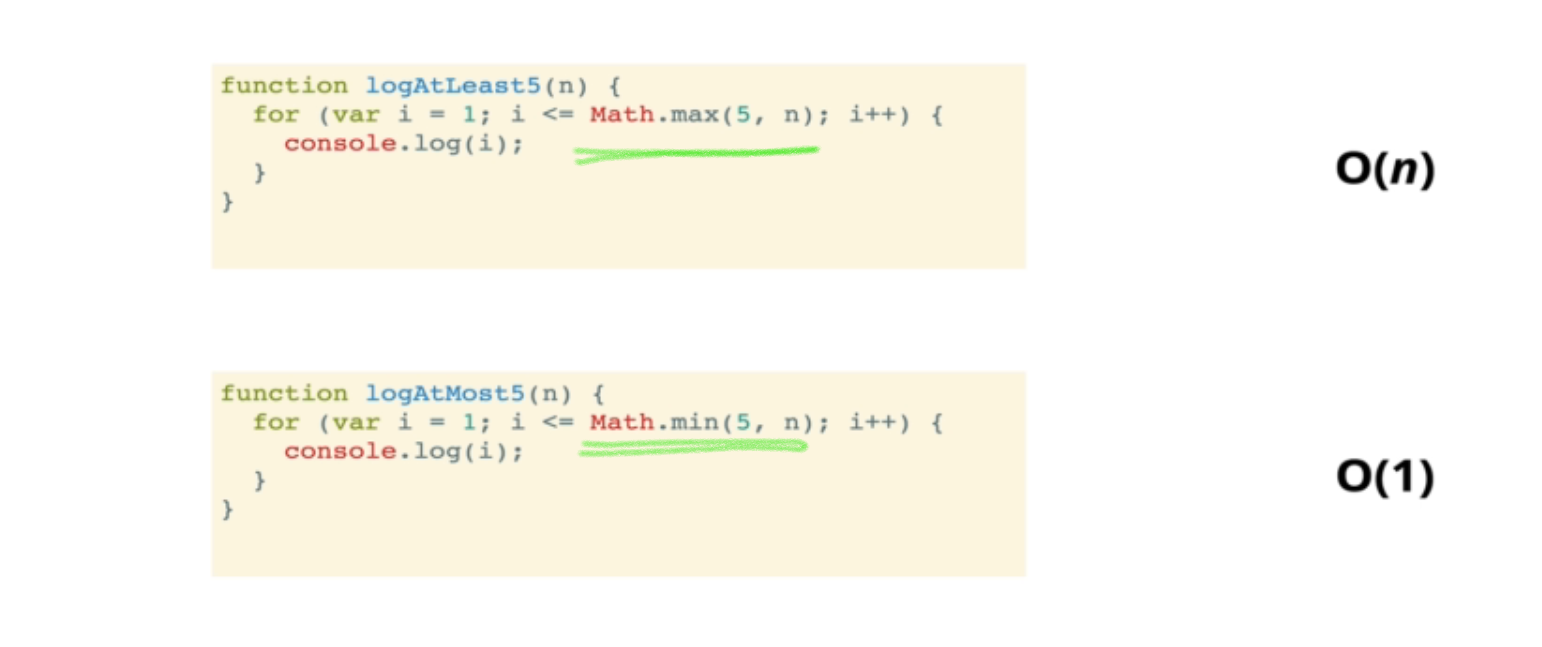 function logAtLeast5(n) {
  for (var i = 1; i <= Math.max(5, n); i++) {
    console.log(i);
  }
}
O(n)
function logAtMost5(n) {
  for (var i = 1; i <= Math.min(5, n); i++) {
    console.log(i);
  }
}
O(1)